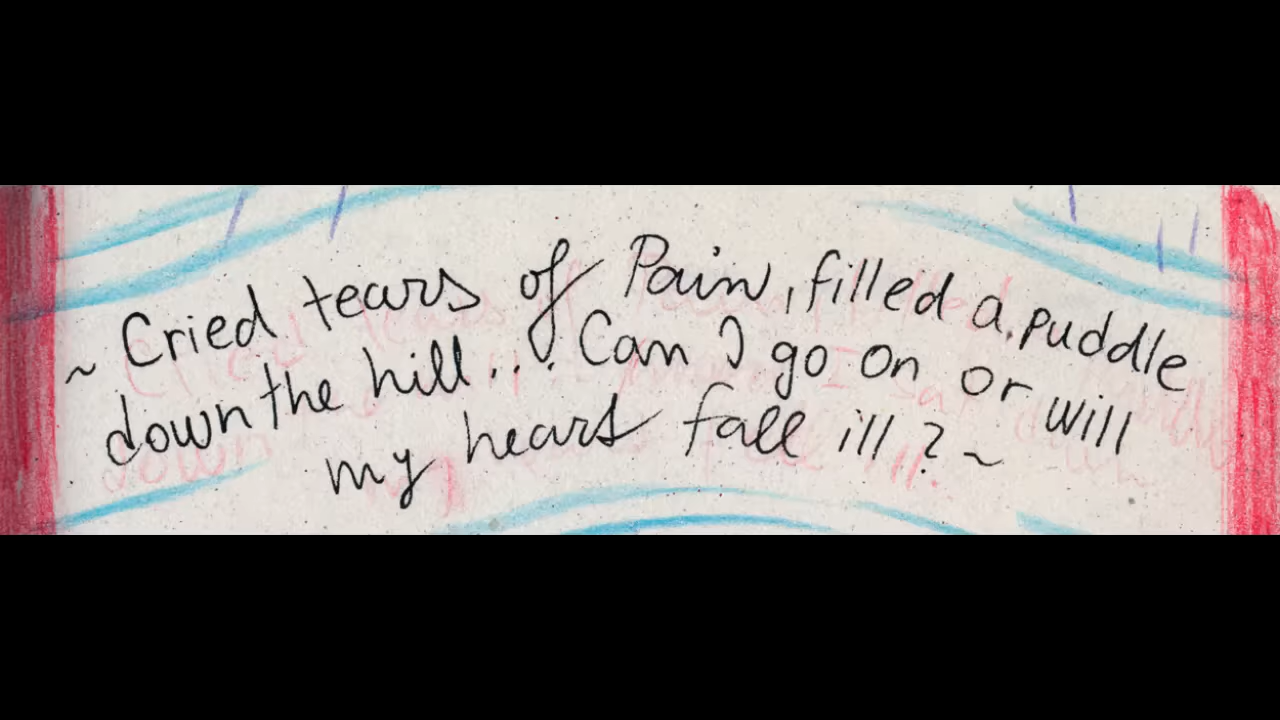 ~ Cried tears of Pain, filled a puddle
down the hill... Can I go on or will
my heart fall ill? ~